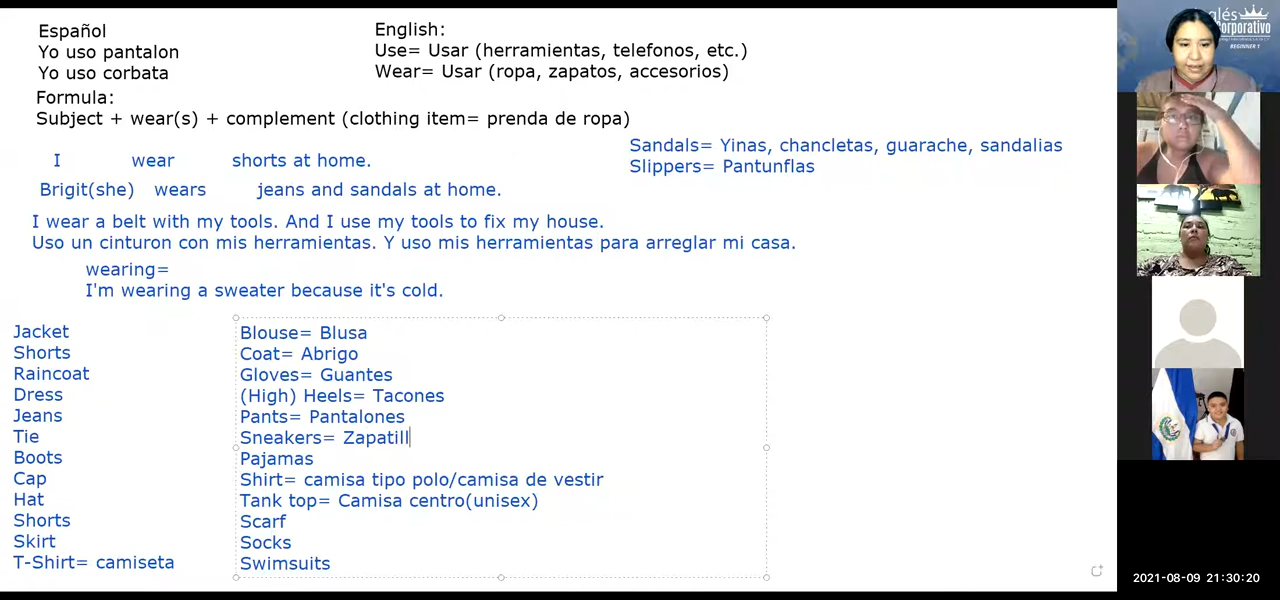 Español
Yo uso pantalon
Yo uso corbata
English:
Use= Usar (herramientas, telefonos, etc.)
Wear= Usar (ropa, zapatos, accesorios)
Formula:
Subject + wear(s) + complement (clothing item= prenda de ropa)
I wear shorts at home.
Brigit(she) wears jeans and sandals at home.
Sandals= Yinas, chancletas, guarache, sandalias
Slippers= Pantunflas
I wear a belt with my tools. And I use my tools to fix my house.
Uso un cinturon con mis herramientas. Y uso mis herramientas para arreglar mi casa.
wearing=
I'm wearing a sweater because it's cold.
Jacket
Shorts
Raincoat
Dress
Jeans
Tie
Boots
Cap
Hat
Shorts
Skirt
T-Shirt= camiseta
Blouse= Blusa
Coat= Abrigo
Gloves= Guantes
(High) Heels= Tacones
Pants= Pantalones
Sneakers= Zapatill
Pajamas
Shirt= camisa tipo polo/camisa de vestir
Tank top= Camisa centro(unisex)
Scarf
Socks
Swimsuits
BEGINNER 1
2021-08-09 21:30:20